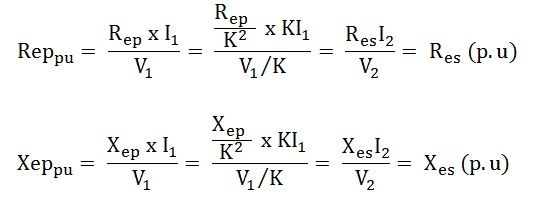 Rep_pu = (R_ep x I_1)/V_1 = ((R_ep/K^2) x KI_1)/(V_1/K) = (R_es I_2)/V_2 = R_es (p.u)
Xep_pu = (X_ep x I_1)/V_1 = ((X_ep/K^2) x KI_1)/(V_1/K) = (X_es I_2)/V_2 = X_es (p.u)